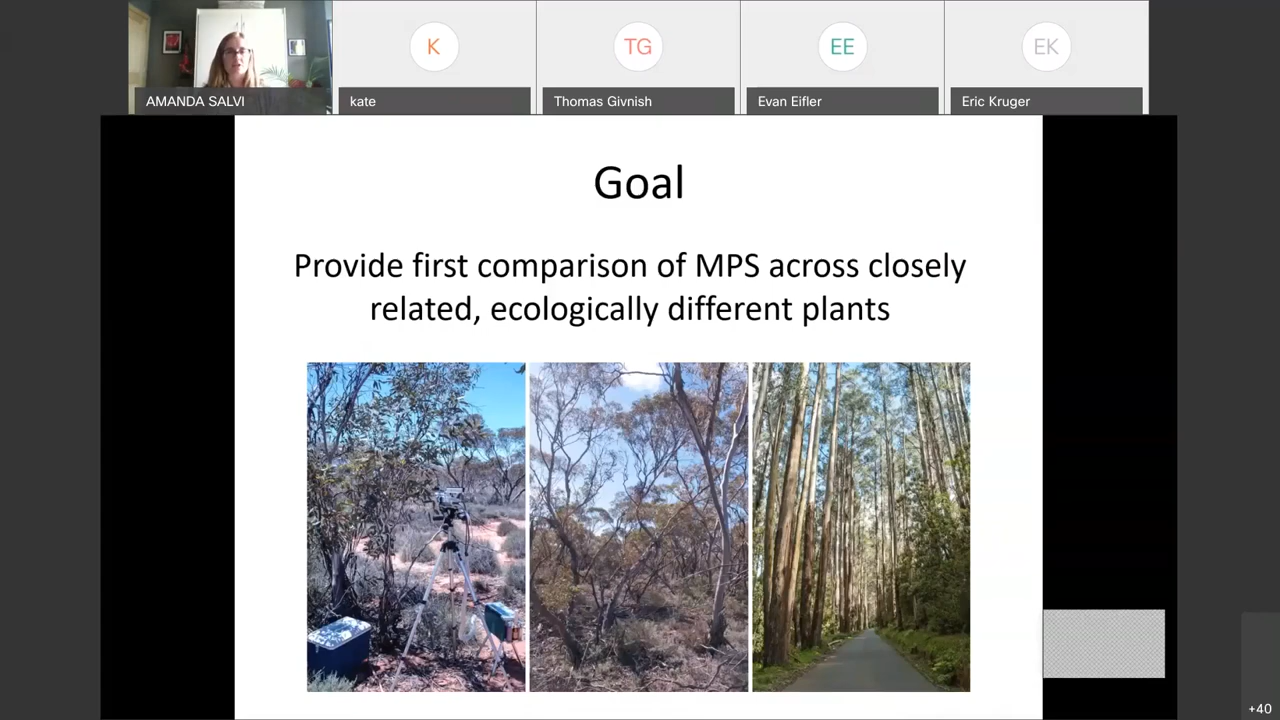 AMANDA SALVI
K
kate
TG
Thomas Givnish
EE
Evan Eifler
EK
Eric Kruger
Goal
Provide first comparison of MPS across closely
related, ecologically different plants
+40